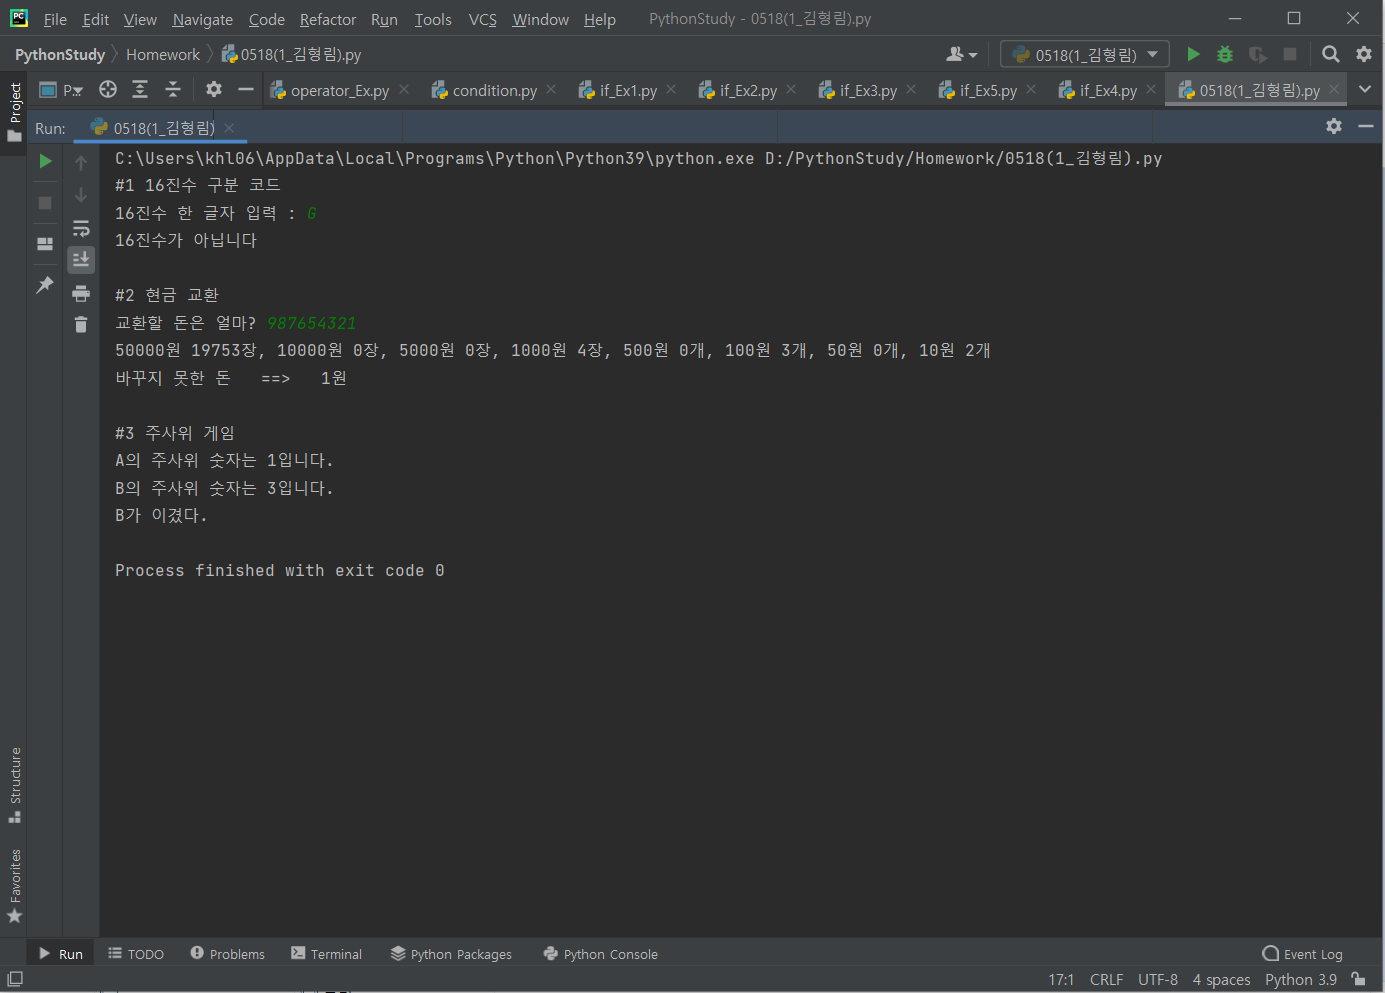 PC File Edit View Navigate Code Refactor Run Tools VCS Window Help PythonStudy - 0518(1_김형림).py
PythonStudy Homework 0518(1_김형림).py 0518(1_김형림)
Project P... operator_Ex.py condition.py if_Ex1.py if_Ex2.py if_Ex3.py if_Ex5.py if_Ex4.py 0518(1_김형림).py
Run: 0518(1_김형림)
C:\Users\khl06\AppData\Local\Programs\Python\Python39\python.exe D:/PythonStudy/Homework/0518(1_김형림).py
#1 16진수 구분 코드
16진수 한 글자 입력 : G
16진수가 아닙니다
#2 현금 교환
교환할 돈은 얼마? 987654321
50000원 19753장, 10000원 0장, 5000원 0장, 1000원 4장, 500원 0개, 100원 3개, 50원 0개, 10원 2개
바꾸지 못한 돈 ==> 1원
#3 주사위 게임
A의 주사위 숫자는 1입니다.
B의 주사위 숫자는 3입니다.
B가 이겼다.
Process finished with exit code 0
Structure
Favorites
Run TODO Problems Terminal Python Packages Python Console Event Log
17:1 CRLF UTF-8 4 spaces Python 3.9